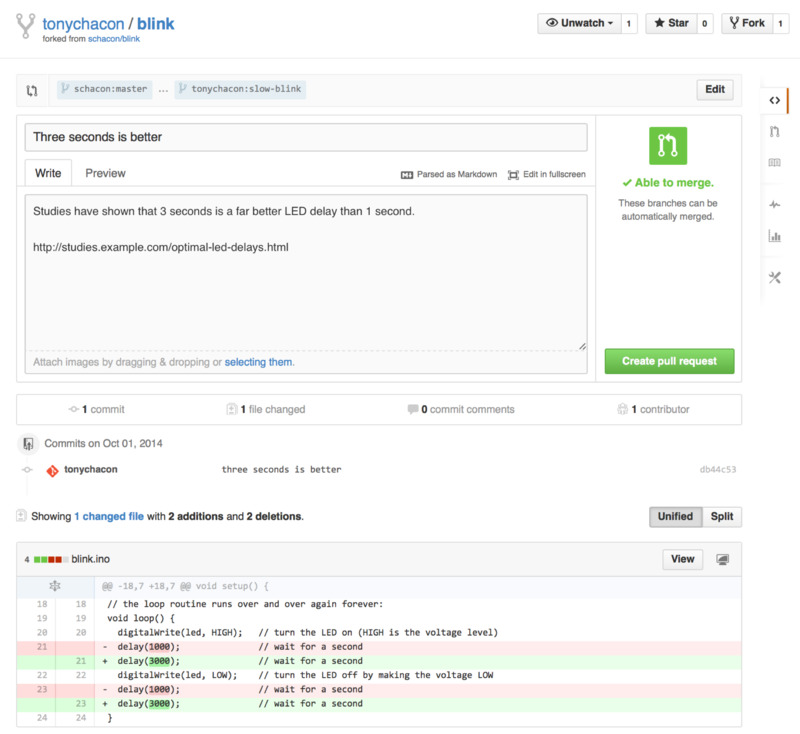 tonychacon / blink
forked from schacon/blink
Unwatch 1 Star 0 Fork 1
schacon:master ... tonychacon:slow-blink Edit
Three seconds is better
Write Preview Parsed as Markdown Edit in fullscreen
Able to merge.
These branches can be
automatically merged.
Studies have shown that 3 seconds is a far better LED delay than 1 second.
http://studies.example.com/optimal-led-delays.html
Attach images by dragging & dropping or selecting them.
Create pull request
1 commit 1 file changed 0 commit comments 1 contributor
Commits on Oct 01, 2014
tonychacon three seconds is better db44c53
Showing 1 changed file with 2 additions and 2 deletions.
Unified Split
4 blink.ino View
@@ -18,7 +18,7 @@ void setup() {
18 18 // the loop routine runs over and over again forever:
19 19 void loop() {
20 20 digitalWrite(led, HIGH); // turn the LED on (HIGH is the voltage level)
21 - delay(1000); // wait for a second
21 + delay(3000); // wait for a second
22 22 digitalWrite(led, LOW); // turn the LED off by making the voltage LOW
23 - delay(1000); // wait for a second
23 + delay(3000); // wait for a second
24 24 }